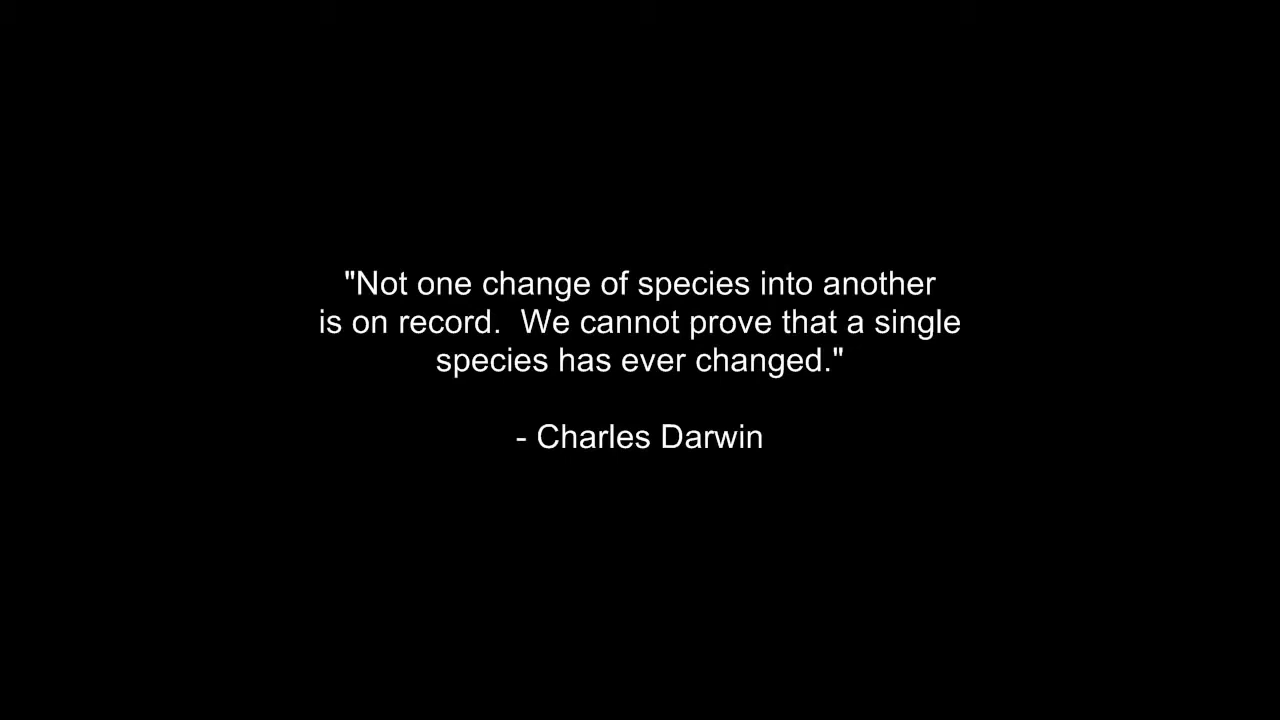 "Not one change of species into another
is on record.  We cannot prove that a single
species has ever changed."
- Charles Darwin